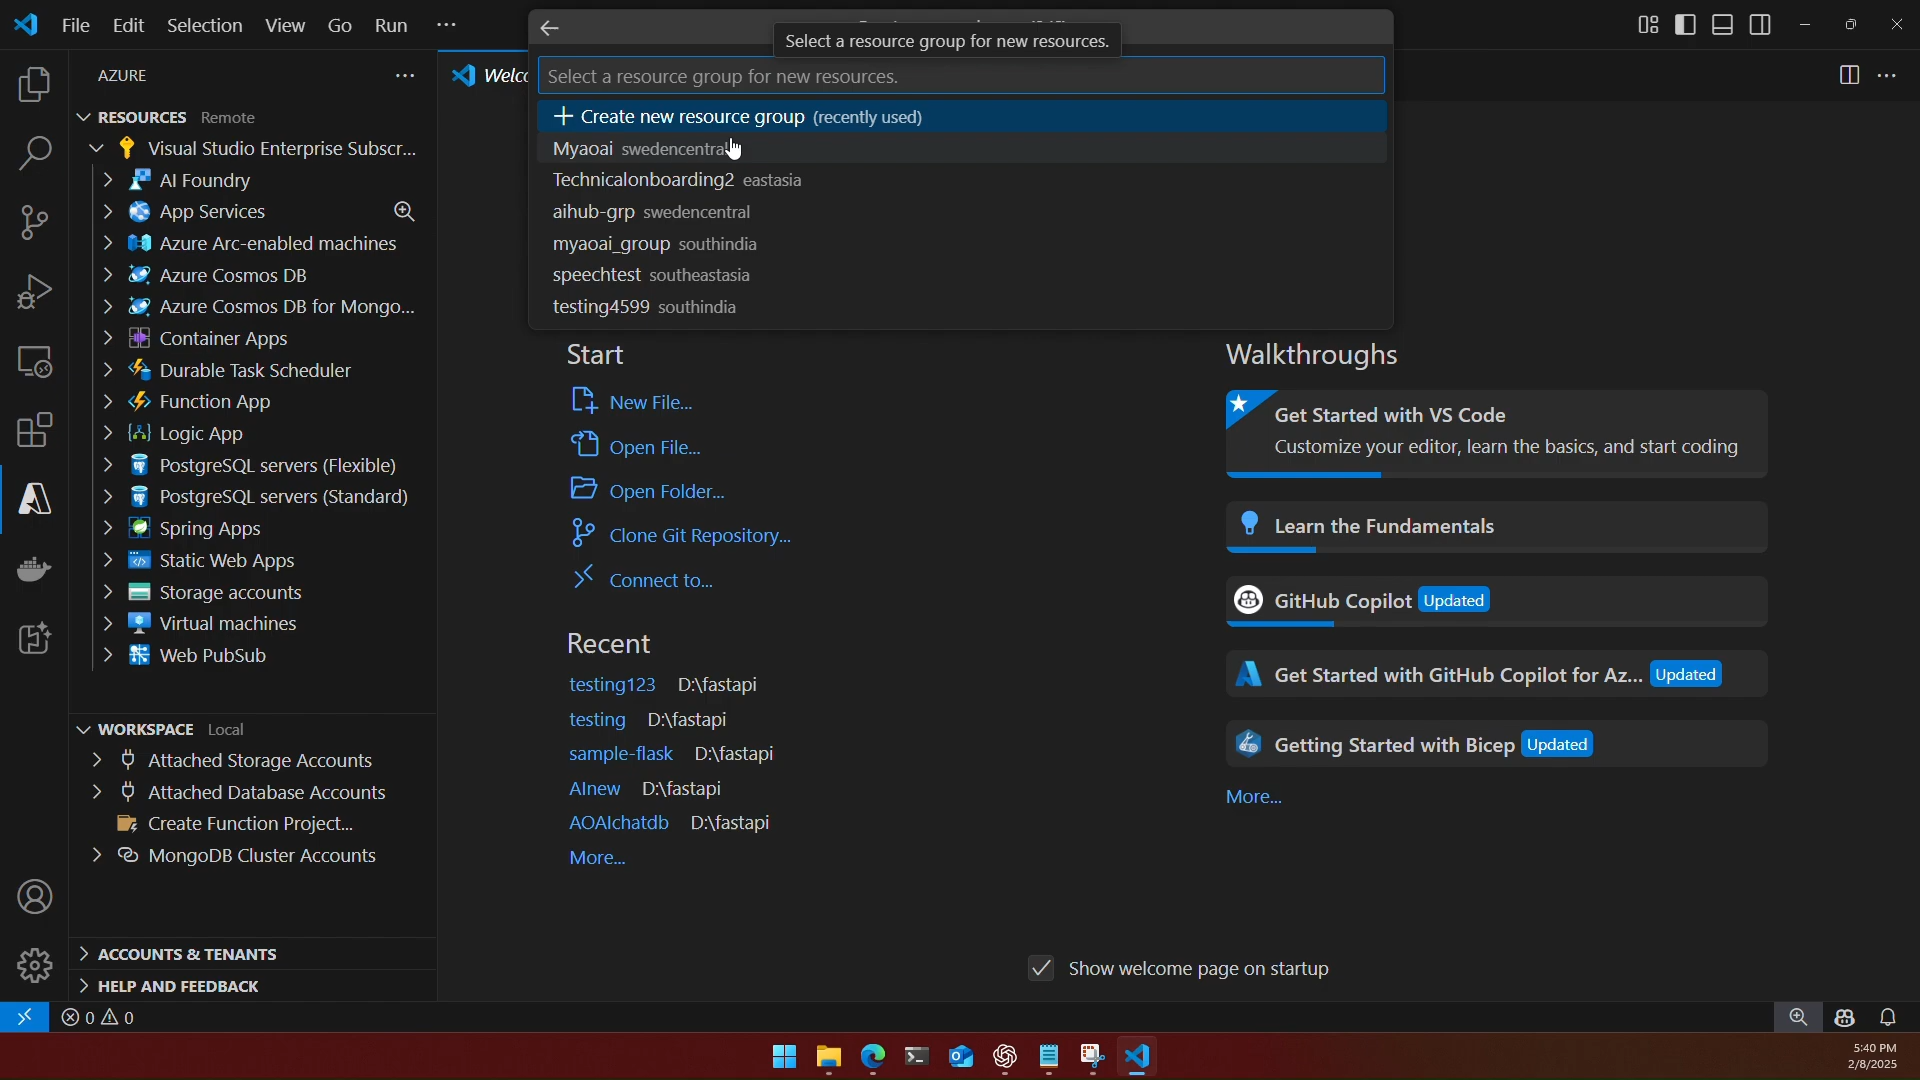 File Edit Selection View Go Run ...
Select a resource group for new resources.
Select a resource group for new resources.
Create new resource group (recently used)
Myaoai swedencentral
Technicalonboarding2 eastasia
aihub-grp swedencentral
myaoai_group southindia
speechtest southeastasia
testing4599 southindia
AZURE
RESOURCES Remote
Visual Studio Enterprise Subscr...
AI Foundry
App Services
Azure Arc-enabled machines
Azure Cosmos DB
Azure Cosmos DB for Mongo...
Container Apps
Durable Task Scheduler
Function App
Logic App
PostgreSQL servers (Flexible)
PostgreSQL servers (Standard)
Spring Apps
Static Web Apps
Storage accounts
Virtual machines
Web PubSub
WORKSPACE Local
Attached Storage Accounts
Attached Database Accounts
Create Function Project...
MongoDB Cluster Accounts
ACCOUNTS & TENANTS
HELP AND FEEDBACK
Start
New File...
Open File...
Open Folder...
Clone Git Repository...
Connect to...
Recent
testing123 D:\fastapi
testing D:\fastapi
sample-flask D:\fastapi
AInew D:\fastapi
AOAIchatdb D:\fastapi
More...
Walkthroughs
Get Started with VS Code
Customize your editor, learn the basics, and start coding
Learn the Fundamentals
GitHub Copilot Updated
Get Started with GitHub Copilot for Az... Updated
Getting Started with Bicep Updated
More...
Show welcome page on startup
0 0
5:40 PM
2/8/2025